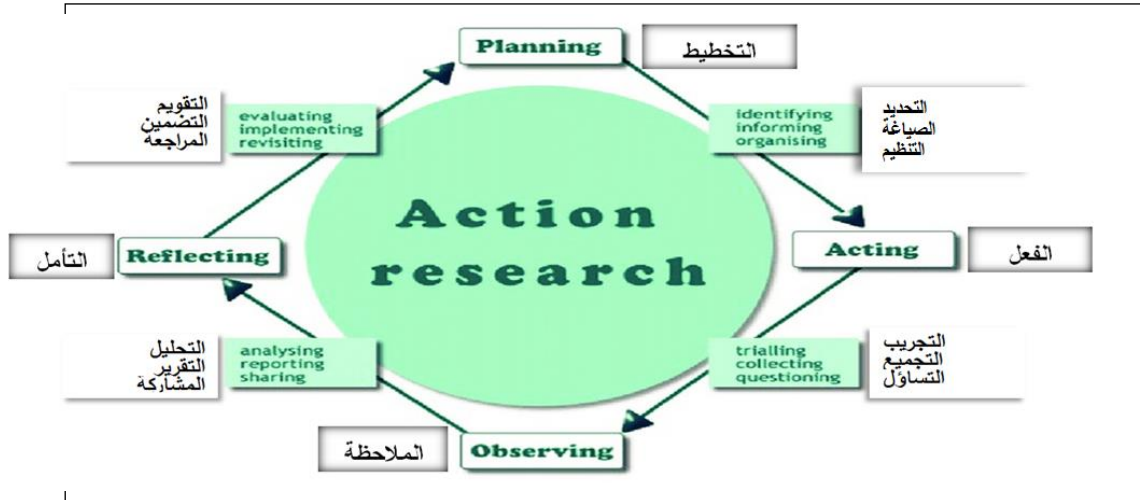 Planning
التخطيط
التقويم
التضمين
المراجعة
evaluating
implementing
revisiting
identifying
informing
organising
التحديد
الصياغة
التنظيم
Action
research
التأمل
Reflecting
Acting
الفعل
التحليل
التقرير
المشاركة
analysing
reporting
sharing
trialling
collecting
questioning
التجريب
التجميع
التساؤل
الملاحظة
Observing